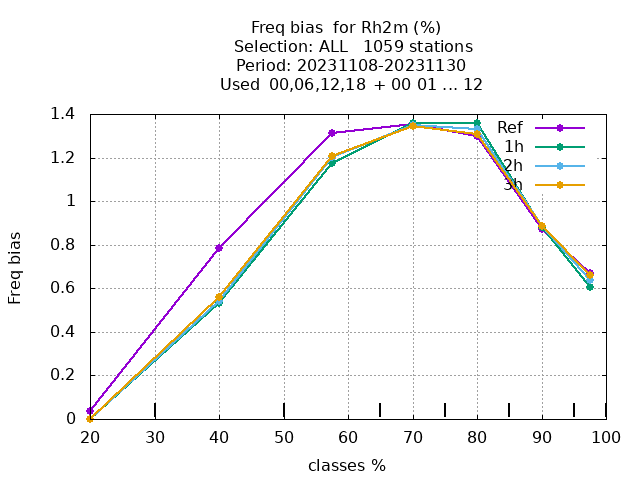 Freq bias  for Rh2m (%)
Selection: ALL   1059 stations
Period: 20231108-20231130
Used  00,06,12,18  + 00 01 ... 12
Freq bias
1.4
1.2
1
0.8
0.6
0.4
0.2
0
20 30 40 50 60 70 80 90 100
classes %
Ref
1h
2h
3h